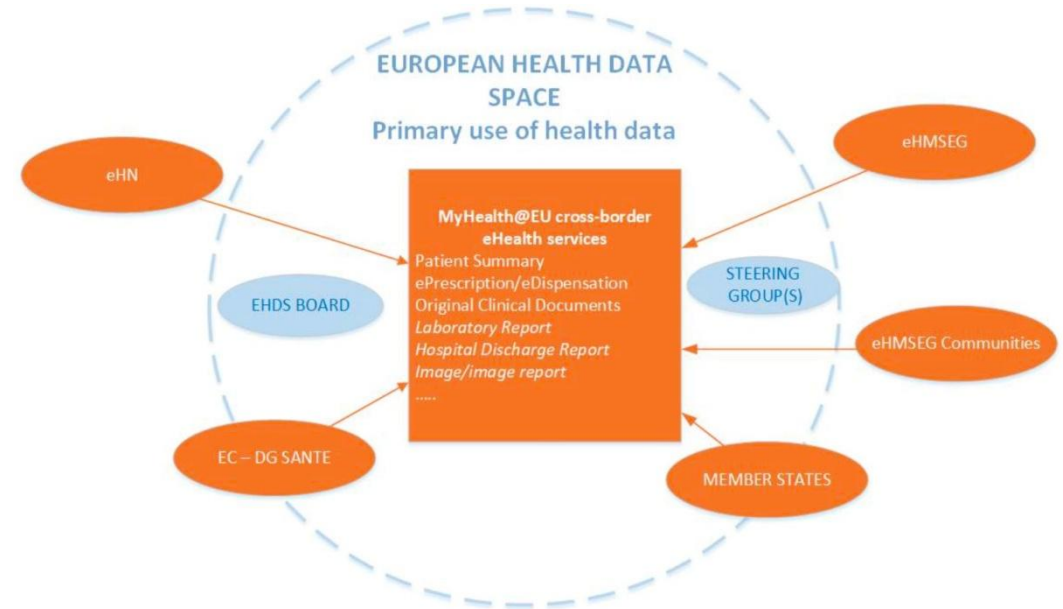 EUROPEAN HEALTH DATA
SPACE
Primary use of health data
eHN
eHMSEG
MyHealth@EU cross-border
eHealth services
Patient Summary
ePrescription/eDispensation
Original Clinical Documents
Laboratory Report
Hospital Discharge Report
Image/image report
.....
EHDS BOARD
STEERING
GROUP(S)
eHMSEG Communities
EC – DG SANTE
MEMBER STATES